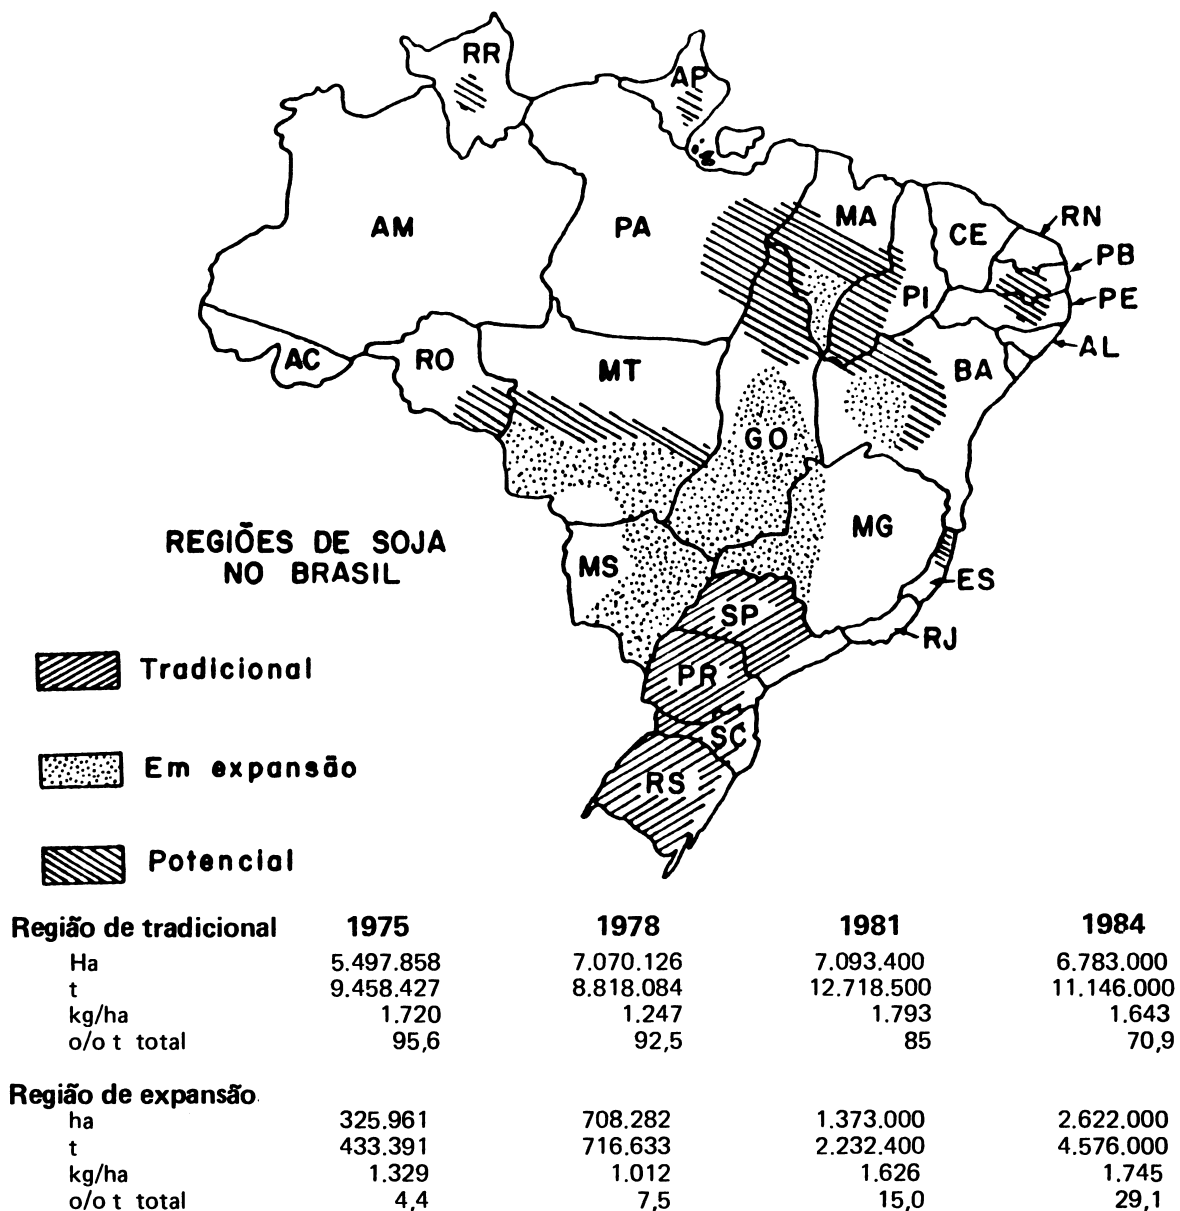 RR
AP
AM
PA
MA
CE
RN
PB
PI
PE
AL
AC
RO
MT
BA
GO
MG
REGIÕES DE SOJA
NO BRASIL
MS
ES
SP
RJ
Tradicional
PR
SC
Em expansão
RS
Potencial
Região de tradicional 1975 1978 1981 1984
Ha 5.497.858 7.070.126 7.093.400 6.783.000
t 9.458.427 8.818.084 12.718.500 11.146.000
kg/ha 1.720 1.247 1.793 1.643
o/o t total 95,6 92,5 85 70,9
Região de expansão
ha 325.961 708.282 1.373.000 2.622.000
t 433.391 716.633 2.232.400 4.576.000
kg/ha 1.329 1.012 1.626 1.745
o/o t total 4,4 7,5 15,0 29,1